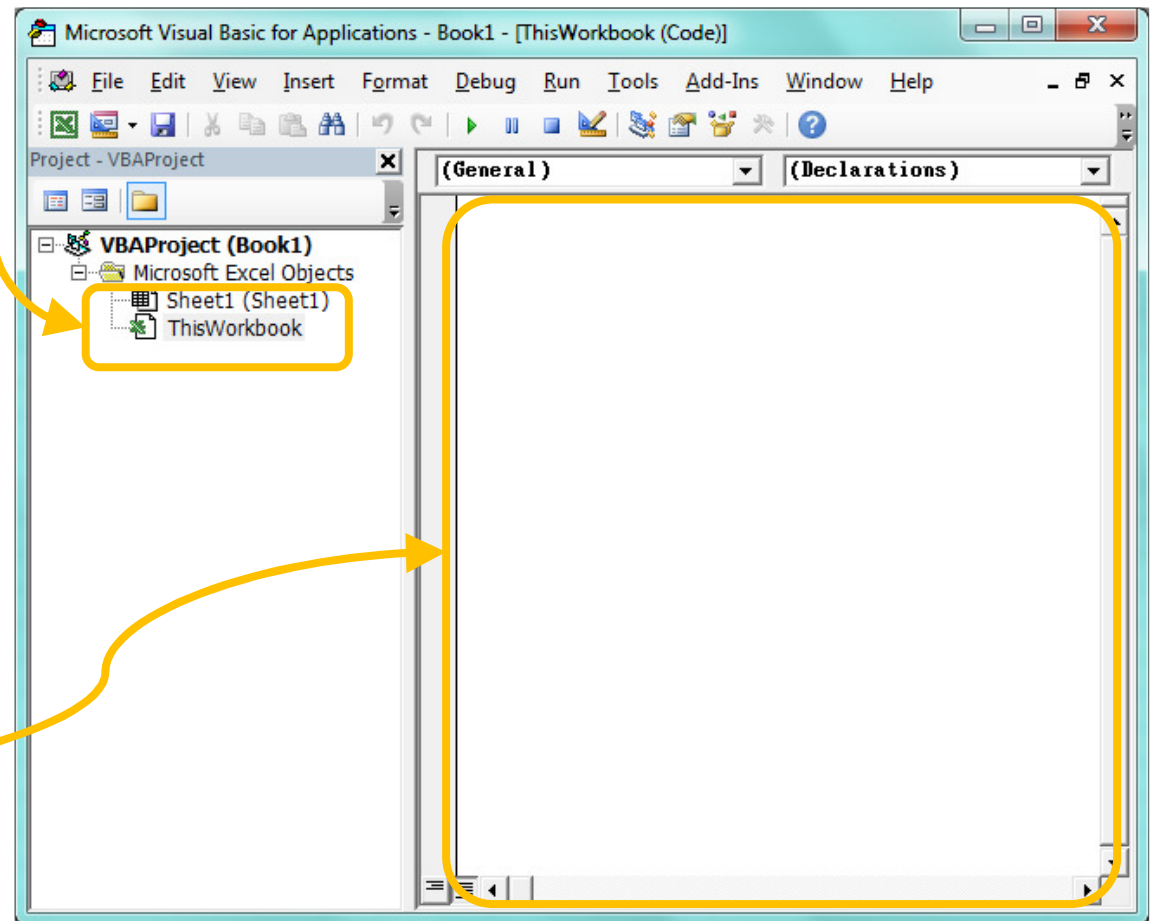 Microsoft Visual Basic for Applications - Book1 - [ThisWorkbook (Code)]
File Edit View Insert Format Debug Run Tools Add-Ins Window Help
Project - VBAProject
(General) (Declarations)
VBAProject (Book1)
Microsoft Excel Objects
Sheet1 (Sheet1)
ThisWorkbook